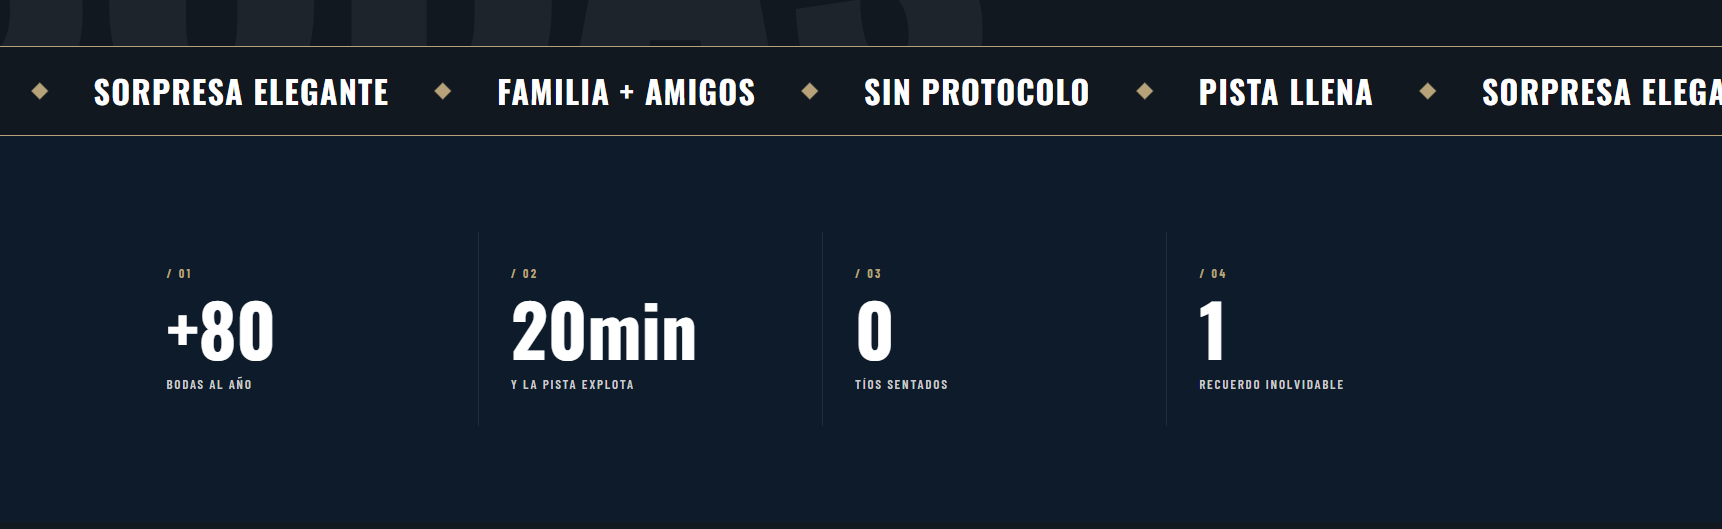 SORPRESA ELEGANTE ◆ FAMILIA + AMIGOS ◆ SIN PROTOCOLO ◆ PISTA LLENA ◆
/ 01
+80
BODAS AL AÑO
/ 02
20min
Y LA PISTA EXPLOTA
/ 03
0
TÍOS SENTADOS
/ 04
1
RECUERDO INOLVIDABLE